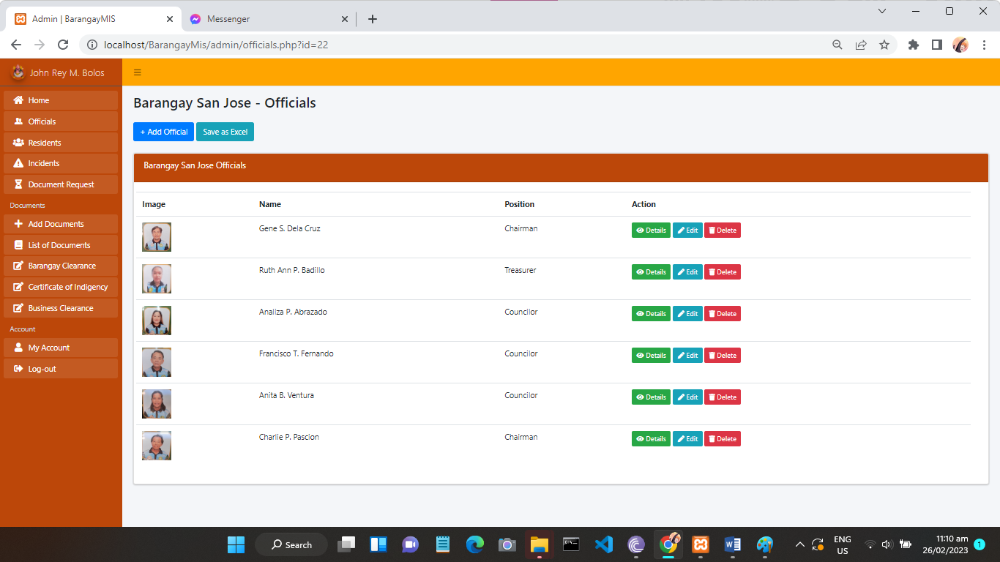 Admin | BarangayMIS
Messenger
localhost/BarangayMis/admin/officials.php?id=22
John Rey M. Bolos
Home
Officials
Residents
Incidents
Document Request
Documents
Add Documents
List of Documents
Barangay Clearance
Certificate of Indigency
Business Clearance
Account
My Account
Log-out
Barangay San Jose - Officials
+ Add Official Save as Excel
Barangay San Jose Officials
Image Name Position Action
Gene S. Dela Cruz Chairman Details Edit Delete
Ruth Ann P. Badillo Treasurer Details Edit Delete
Analiza P. Abrazado Councilor Details Edit Delete
Francisco T. Fernando Councilor Details Edit Delete
Anita B. Ventura Councilor Details Edit Delete
Charlie P. Pascion Chairman Details Edit Delete
Search
ENG
US
11:10 am
26/02/2023
1